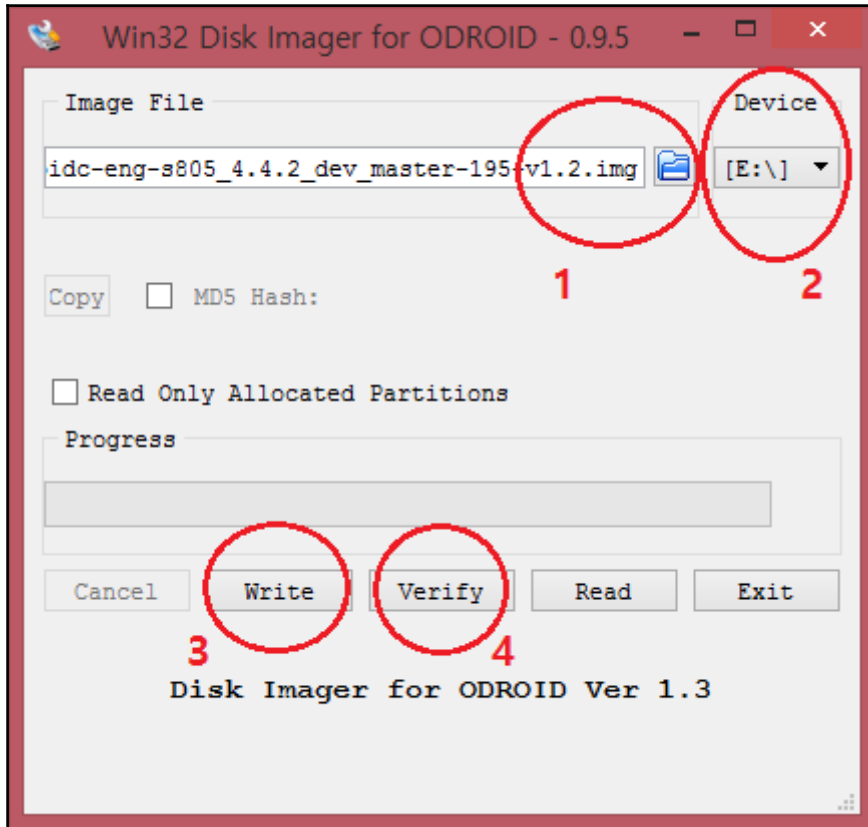 Win32 Disk Imager for ODROID - 0.9.5
Image File
Device
idc-eng-s805_4.4.2_dev_master-195-v1.2.img
[E:\]
1
2
Copy
MD5 Hash:
Read Only Allocated Partitions
Progress
Cancel
Write
Verify
Read
Exit
3
4
Disk Imager for ODROID Ver 1.3